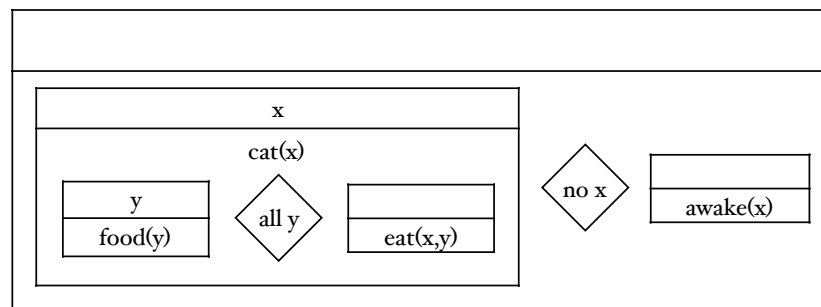 x
cat(x)
y
food(y)
all y
eat(x,y)
no x
awake(x)